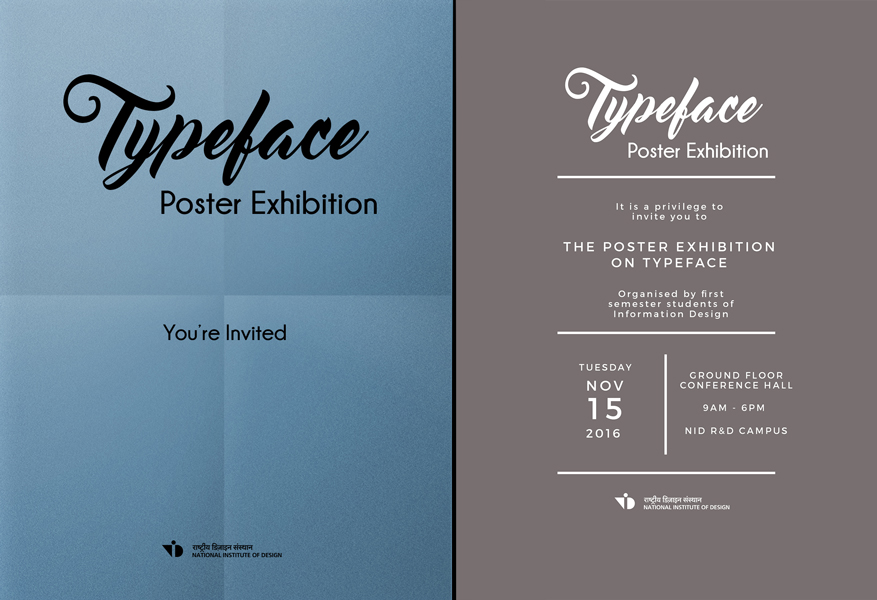 Typeface
Poster Exhibition
You're Invited
राष्ट्रीय डिज़ाइन संस्थान
NATIONAL INSTITUTE OF DESIGN
Typeface
Poster Exhibition
It is a privilege to
invite you to
THE POSTER EXHIBITION
ON TYPEFACE
Organised by first
semester students of
Information Design
TUESDAY
NOV
15
2016
GROUND FLOOR
CONFERENCE HALL
9AM - 6PM
NID R&D CAMPUS
राष्ट्रीय डिज़ाइन संस्थान
NATIONAL INSTITUTE OF DESIGN